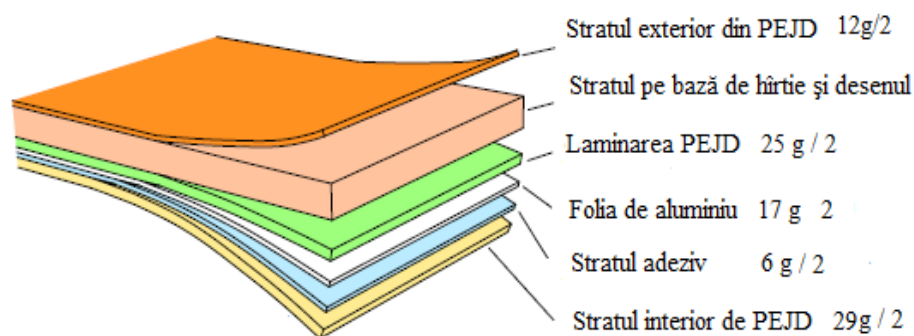 Stratul exterior din PEJD 12g/2
Stratul pe bază de hîrtie şi desenul
Laminarea PEJD 25 g / 2
Folia de aluminiu 17 g 2
Stratul adeziv 6 g / 2
Stratul interior de PEJD 29g / 2